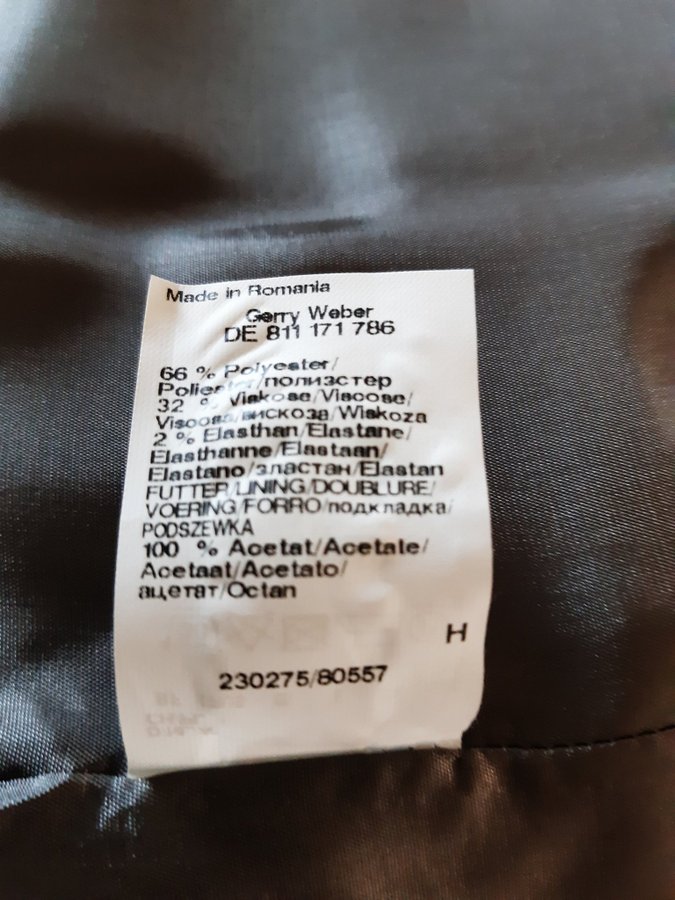 Made in Romania
Gerry Weber
DE 811 171 786
66 % Polyester/
/полиэстер
32 % Viskose/Viscose/
Viscosa/вискоза/Wiskoza
2 % Elasthan/Elastane/
Elasthanne/Elastaan/
Elastano/эластан/Elastan
FUTTER/LINING/DOUBLURE/
VOERING/FORRO/подкладка/
PODSZEWKA
100 % Acetat/Acetate/
Acetaat/Acetato/
ацетат/Octan
H
230275/80557